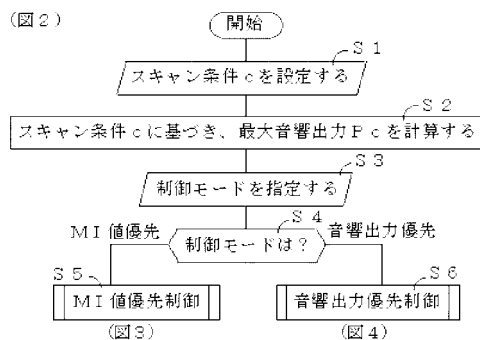 (図2)
開始
S1
スキャン条件cを設定する
S2
スキャン条件cに基づき、最大音響出力Pcを計算する
S3
制御モードを指定する
S4
MI値優先
制御モードは?
音響出力優先
S5
MI値優先制御
S6
音響出力優先制御
(図3)
(図4)